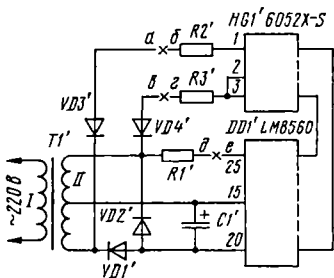 HG1' 6052X-S
а б R2' 1
2
в г R3' 3
VD3' VD4'
DD1' LM8560
T1' R1' д е 25
~220В I II 15
VD2' + C1' 20
VD1'